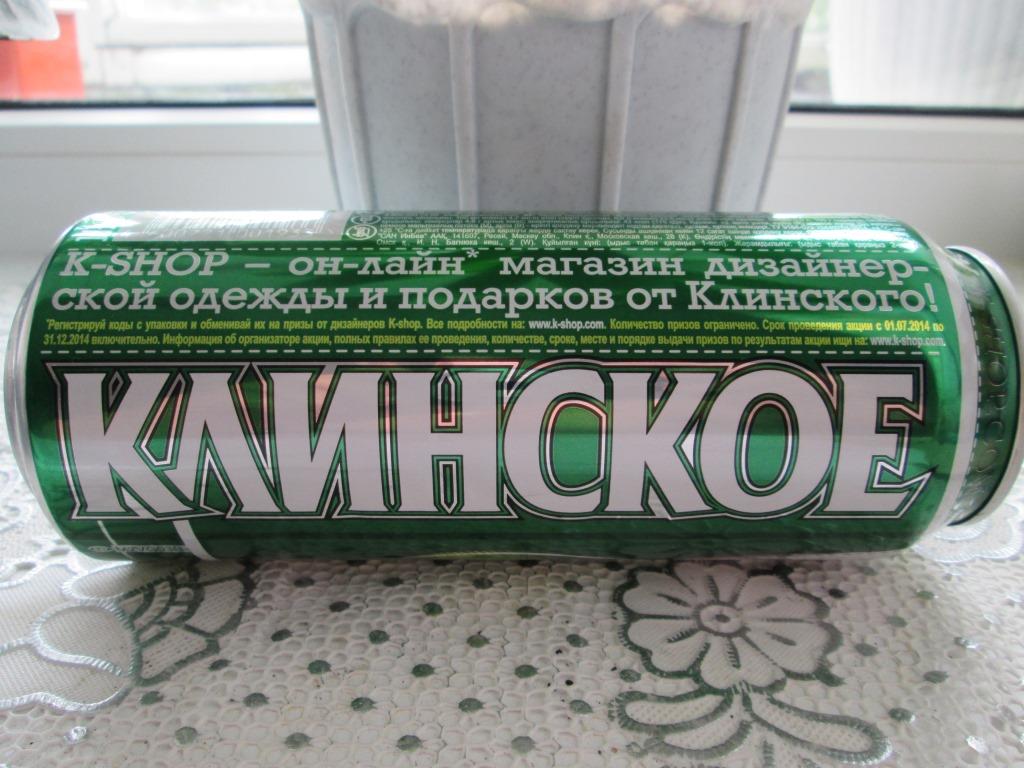 K-SHOP – он-лайн* магазин дизайнер-
ской одежды и подарков от Клинского!
*Регистрируй коды с упаковки и обменивай их на призы от дизайнеров K-shop. Все подробности на: www.k-shop.com. Количество призов ограничено. Срок проведения акции с 01.07.2014 по
31.12.2014 включительно. Информация об организаторе акции, полных правилах ее проведения, количестве, сроке, месте и порядке выдачи призов по результатам акции ищи на: www.k-shop.com.
КЛИНСКОЕ